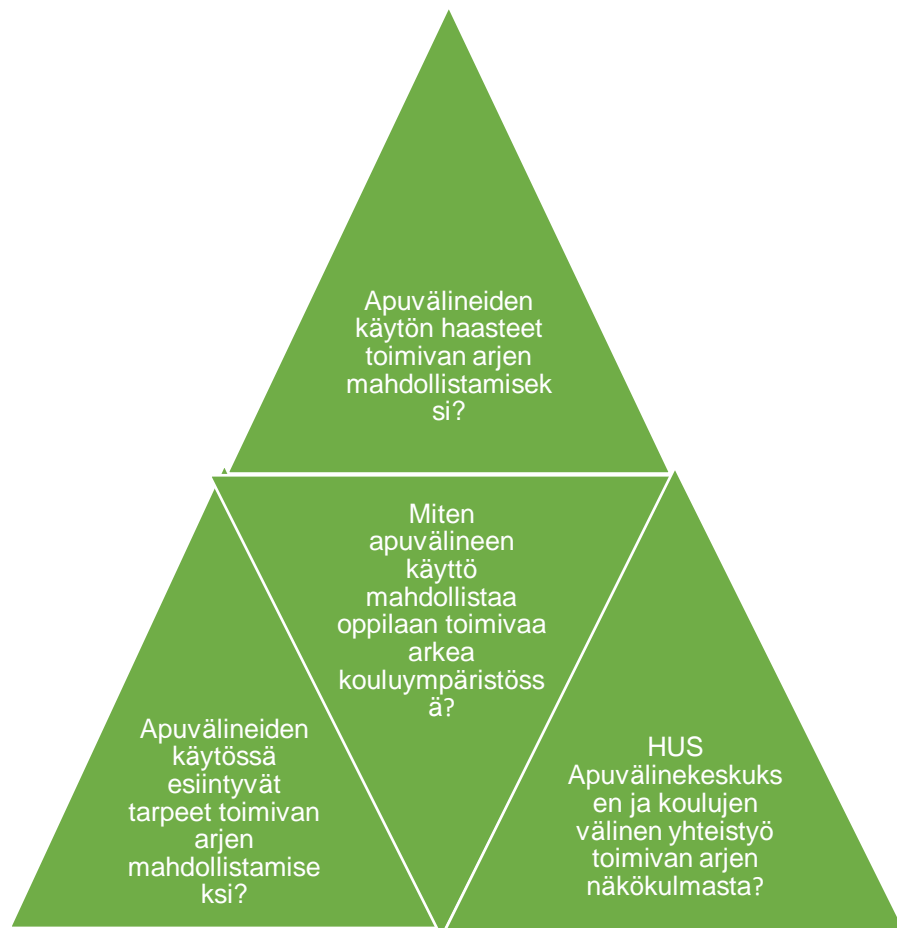 Apuvälineiden
käytön haasteet
toimivan arjen
mahdollistamisek
si?
Miten
apuvälineen
käyttö
mahdollistaa
oppilaan toimivaa
arkea
kouluympäristöss
ä?
Apuvälineiden
käytössä
esiintyvät
tarpeet toimivan
arjen
mahdollistamise
ksi?
HUS
Apuvälinekeskuks
en ja koulujen
välinen yhteistyö
toimivan arjen
näkökulmasta?